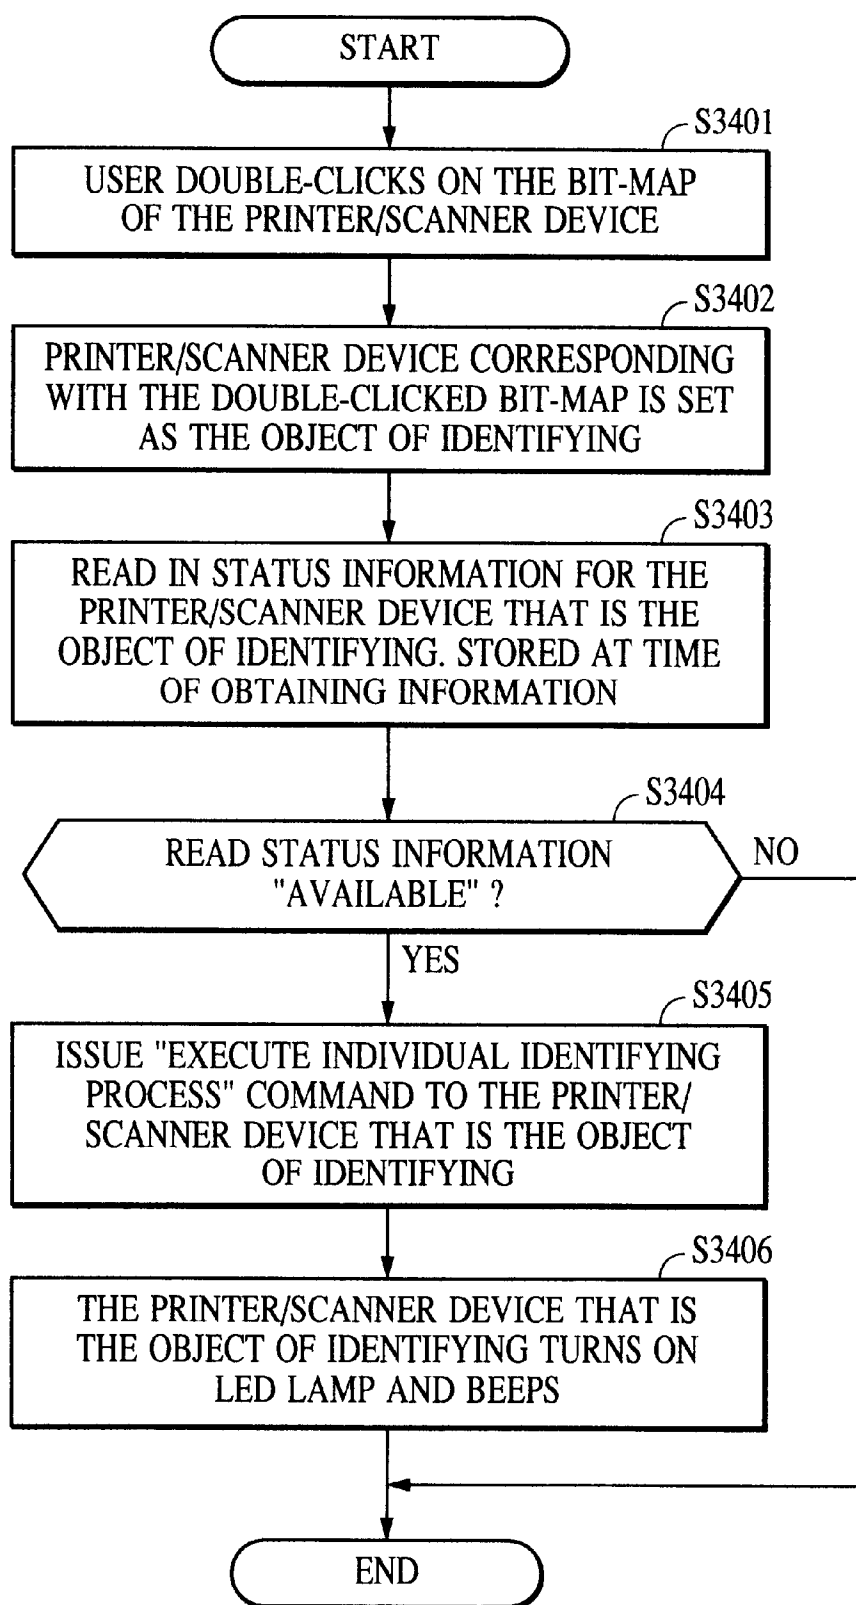 START
S3401
USER DOUBLE-CLICKS ON THE BIT-MAP
OF THE PRINTER/SCANNER DEVICE
S3402
PRINTER/SCANNER DEVICE CORRESPONDING
WITH THE DOUBLE-CLICKED BIT-MAP IS SET
AS THE OBJECT OF IDENTIFYING
S3403
READ IN STATUS INFORMATION FOR THE
PRINTER/SCANNER DEVICE THAT IS THE
OBJECT OF IDENTIFYING. STORED AT TIME
OF OBTAINING INFORMATION
S3404
READ STATUS INFORMATION
"AVAILABLE" ?
NO
YES
S3405
ISSUE "EXECUTE INDIVIDUAL IDENTIFYING
PROCESS" COMMAND TO THE PRINTER/
SCANNER DEVICE THAT IS THE OBJECT
OF IDENTIFYING
S3406
THE PRINTER/SCANNER DEVICE THAT IS
THE OBJECT OF IDENTIFYING TURNS ON
LED LAMP AND BEEPS
END